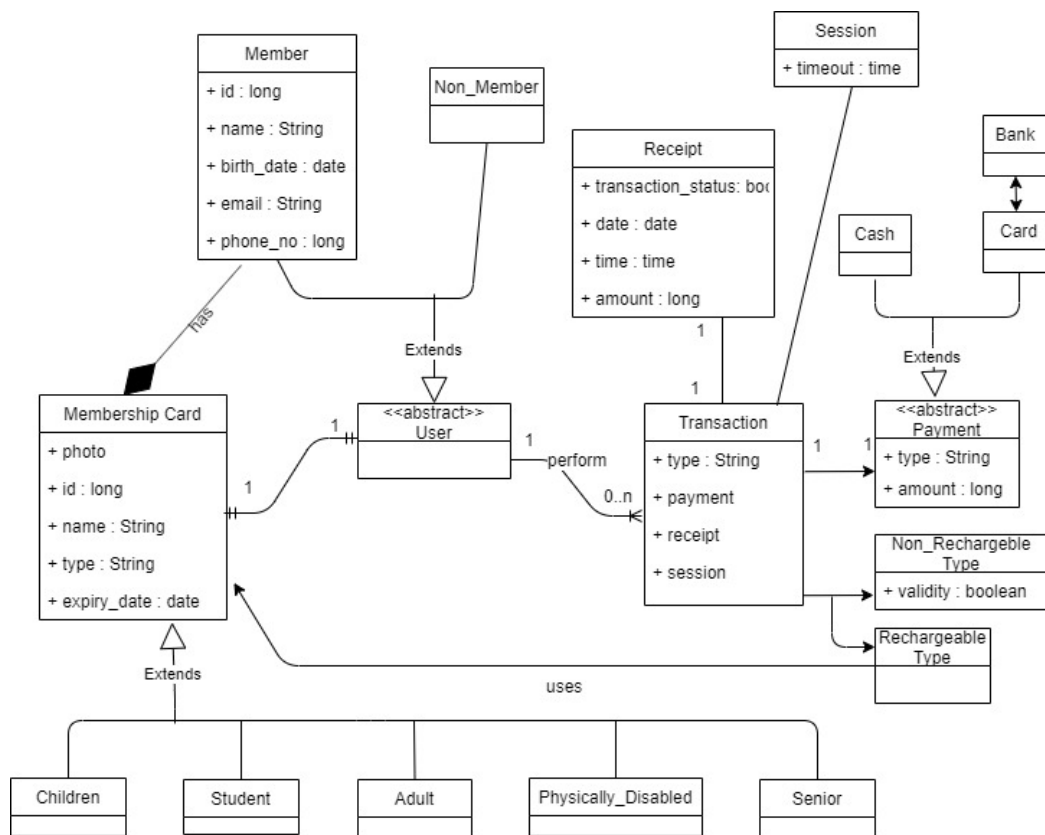 Member
+ id : long
+ name : String
+ birth_date : date
+ email : String
+ phone_no : long
Non_Member
Session
+ timeout : time
Receipt
+ transaction_status: boo
+ date : date
+ time : time
+ amount : long
Bank
Card
Cash
has
Extends
Extends
1
1
Membership Card
+ photo
+ id : long
+ name : String
+ type : String
+ expiry_date : date
1
1
<<abstract>>
User
1
perform
0..n
Transaction
+ type : String
+ payment
+ receipt
+ session
1
1
<<abstract>>
Payment
+ type : String
+ amount : long
Non_Rechargeble
Type
+ validity : boolean
Rechargeable
Type
uses
Extends
Children
Student
Adult
Physically_Disabled
Senior